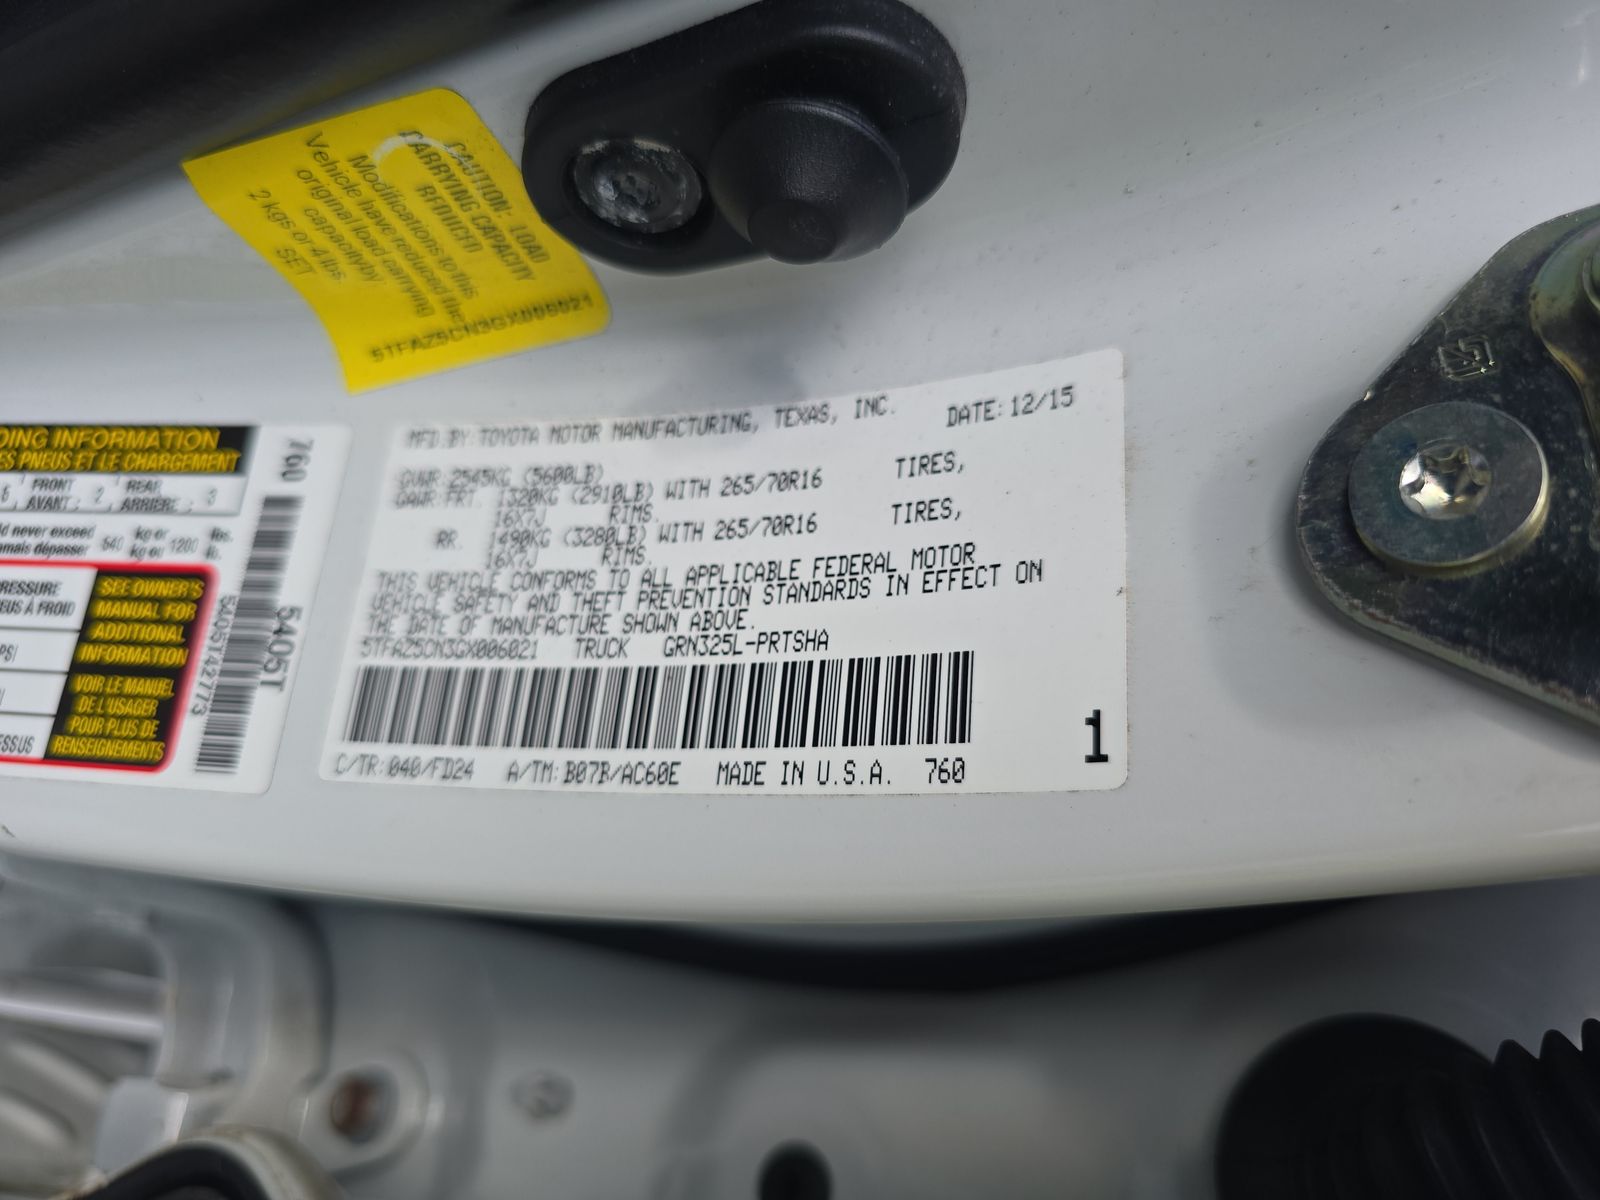 CAUTION: LOAD
CARRYING CAPACITY
REDUCED
Modifications to this
Vehicle have reduced the
original load carrying
capacity by
2 kgs or 4 lbs.
SET
5TFAZ5CN3GX006021
DING INFORMATION
ES PNEUS ET LE CHARGEMENT
FRONT 2 REAR 3
AVANT: ARRIÈRE:
ld never exceed 540 kg or 1200 lbs.
amais dépasser kg ou lb.
RESSURE
EUS À FROID
PSI
ESSUS
SEE OWNER'S
MANUAL FOR
ADDITIONAL
INFORMATION
VOIR LE MANUEL
DE L'USAGER
POUR PLUS DE
RENSEIGNEMENTS
760
5405T
5405T42773
MFD.BY:TOYOTA MOTOR MANUFACTURING, TEXAS, INC. DATE:12/15
GVWR:2545KG (5600LB)
GAWR:FRT. 1320KG (2910LB) WITH 265/70R16 TIRES,
16X7J RIMS.
RR. 1490KG (3280LB) WITH 265/70R16 TIRES,
16X7J RIMS.
THIS VEHICLE CONFORMS TO ALL APPLICABLE FEDERAL MOTOR
VEHICLE SAFETY AND THEFT PREVENTION STANDARDS IN EFFECT ON
THE DATE OF MANUFACTURE SHOWN ABOVE.
5TFAZ5CN3GX006021 TRUCK GRN325L-PRTSHA
C/TR:040/FD24 A/TM:B07B/AC60E MADE IN U.S.A. 760
1